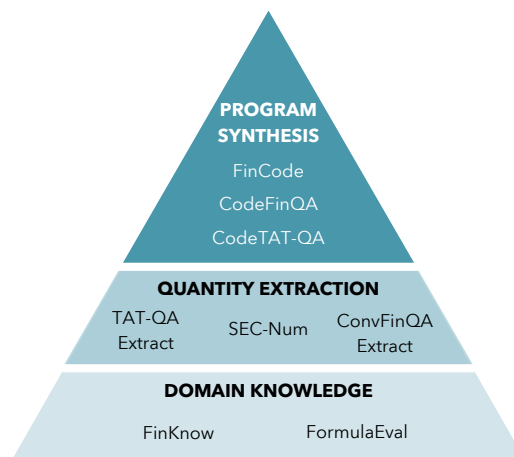 PROGRAM
SYNTHESIS
FinCode
CodeFinQA
CodeTAT-QA
QUANTITY EXTRACTION
TAT-QA
Extract
SEC-Num
ConvFinQA
Extract
DOMAIN KNOWLEDGE
FinKnow FormulaEval